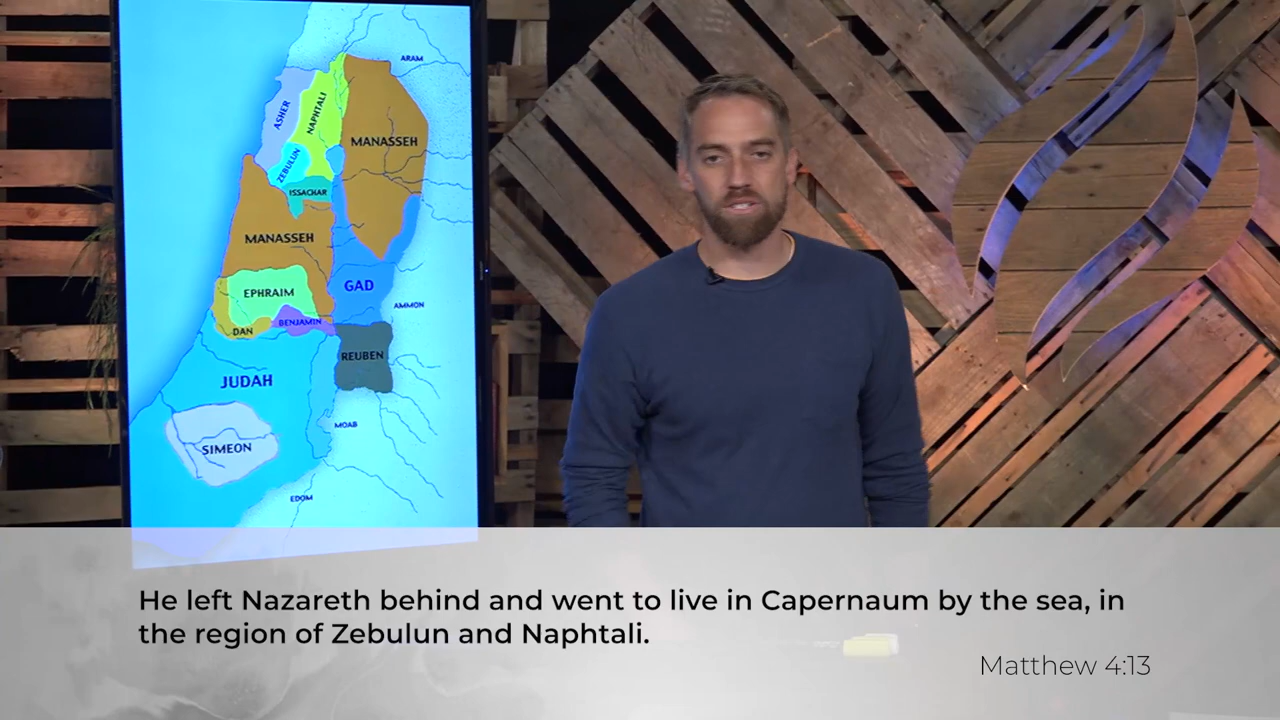 ARAM
ASHER
NAPHTALI
MANASSEH
ZEBULUN
ISSACHAR
MANASSEH
GAD
EPHRAIM
AMMON
BENJAMIN
DAN
REUBEN
JUDAH
MOAB
SIMEON
EDOM
He left Nazareth behind and went to live in Capernaum by the sea, in
the region of Zebulun and Naphtali.
Matthew 4:13